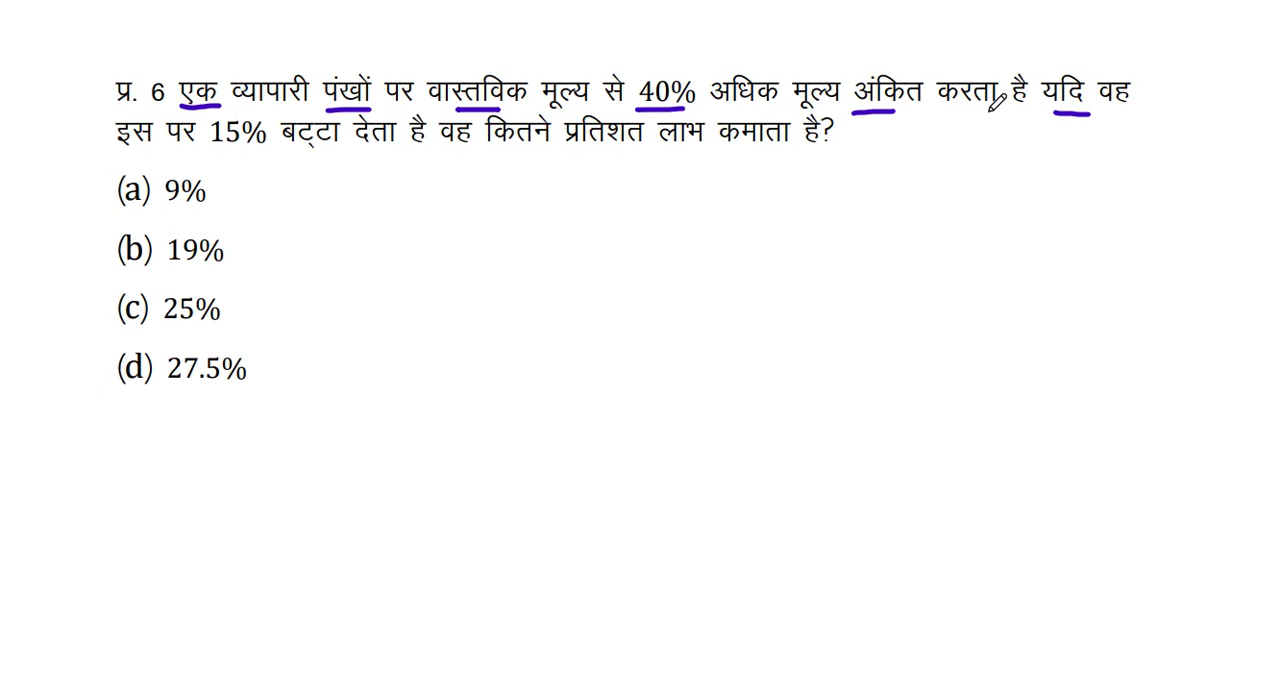 प्र. 6 एक व्यापारी पंखों पर वास्तविक मूल्य से 40% अधिक मूल्य अंकित करता है यदि वह
इस पर 15% बट्टा देता है वह कितने प्रतिशत लाभ कमाता है?
(a) 9%
(b) 19%
(c) 25%
(d) 27.5%